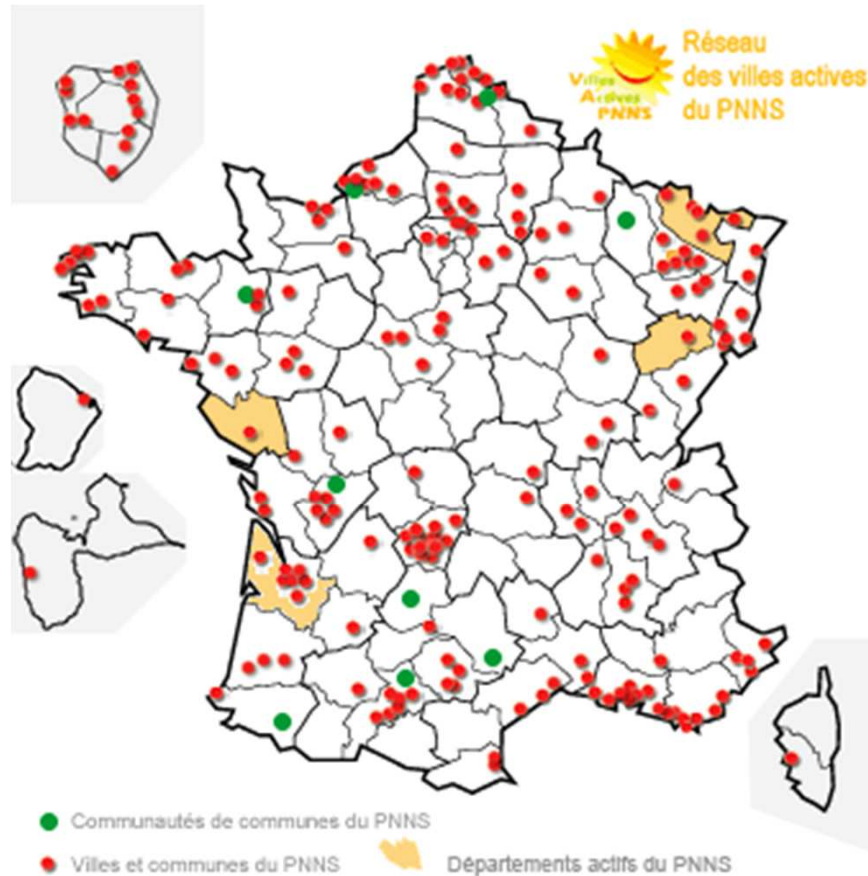 Villes
Actives
PNNS
Réseau
des villes actives
du PNNS
Communautés de communes du PNNS
Villes et communes du PNNS
Départements actifs du PNNS